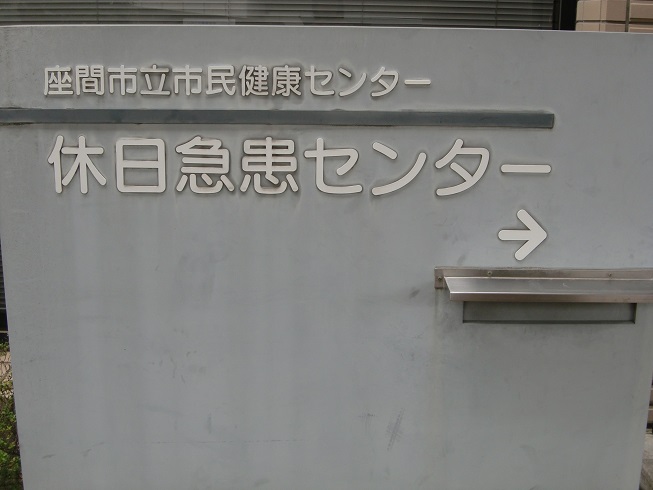 座間市立市民健康センター
休日急患センター
→